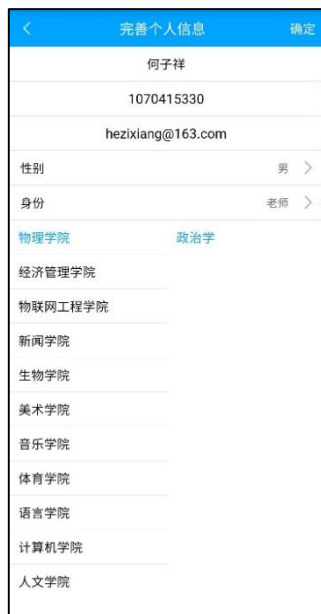 完善个人信息 确定
何子祥
1070415330
hezixiang@163.com
性别 男
身份 老师
物理学院 政治学
经济管理学院
物联网工程学院
新闻学院
生物学院
美术学院
音乐学院
体育学院
语言学院
计算机学院
人文学院